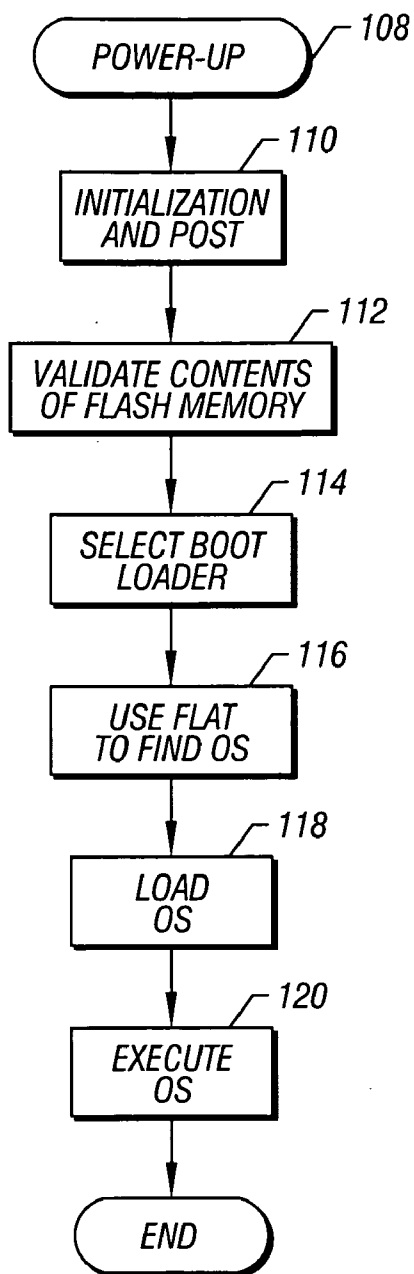 POWER-UP
108
110
INITIALIZATION
AND POST
112
VALIDATE CONTENTS
OF FLASH MEMORY
114
SELECT BOOT
LOADER
116
USE FLAT
TO FIND OS
118
LOAD
OS
120
EXECUTE
OS
END